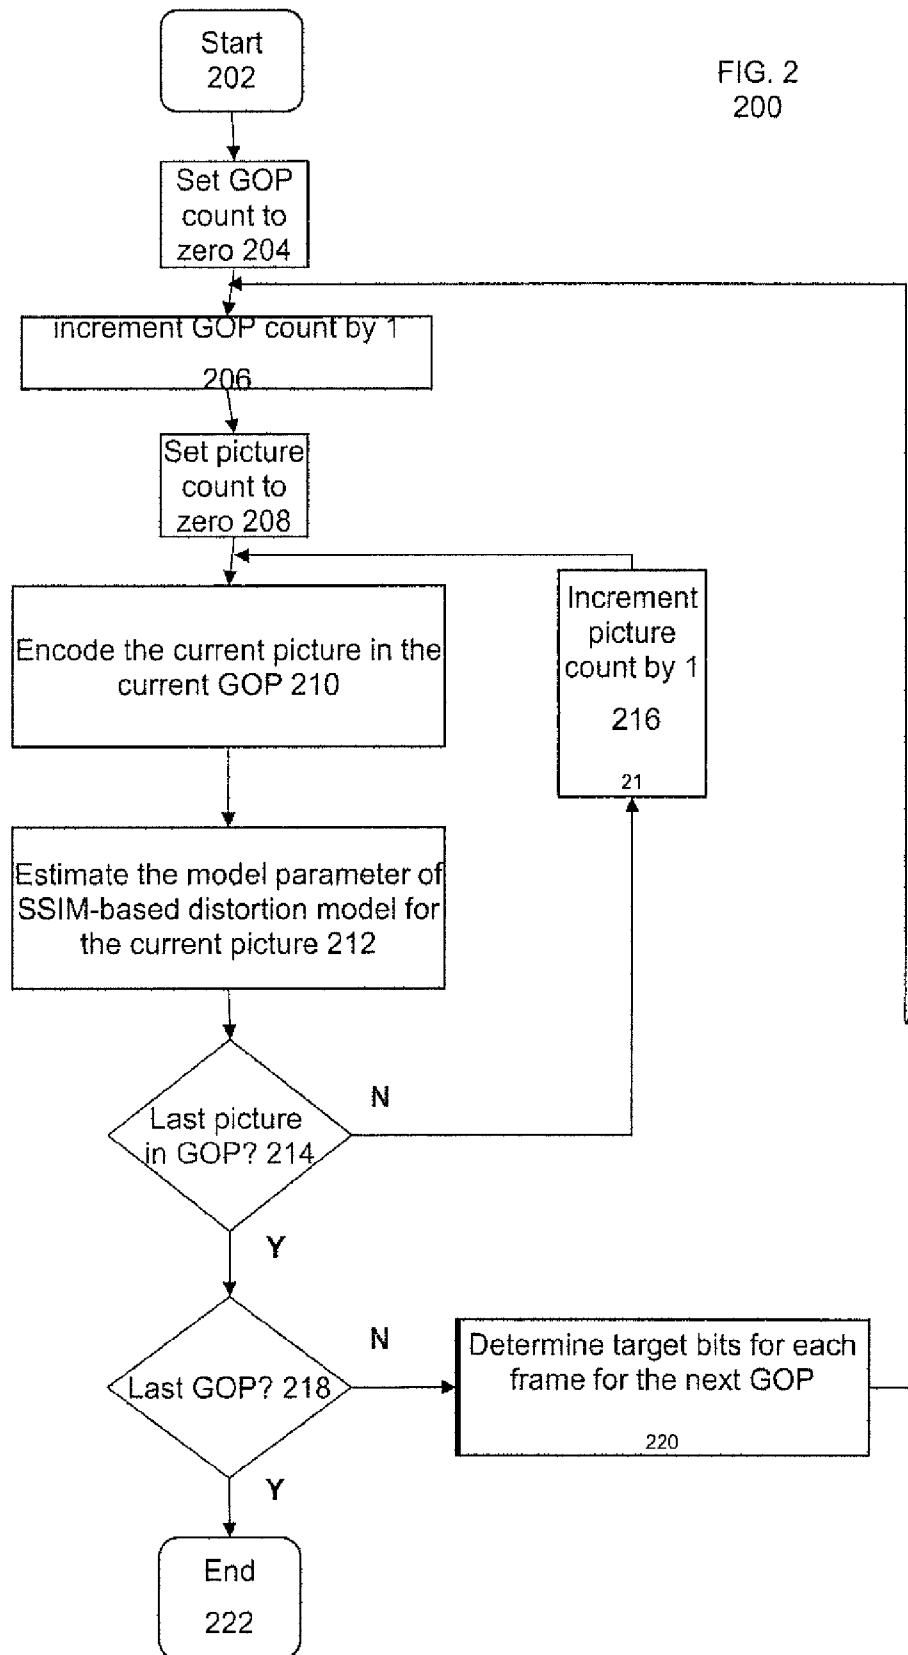 Start
202
FIG. 2
200
Set GOP
count to
zero 204
Increment GOP count by 1
206
Set picture
count to
zero 208
Encode the current picture in the
current GOP 210
Increment
picture
count by 1
216
21
Estimate the model parameter of
SSIM-based distortion model for
the current picture 212
Last picture
in GOP? 214
N
Y
Last GOP? 218
N
Determine target bits for each
frame for the next GOP
220
Y
End
222